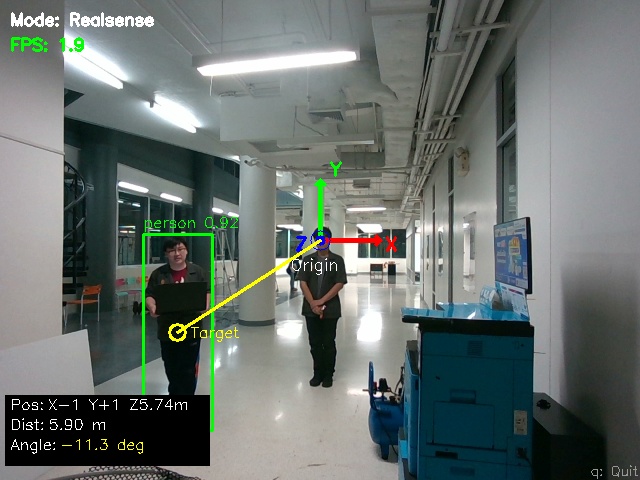 Mode: Realsense
FPS: 1.9
Y
person 0.92
Z
X
Origin
Target
Pos: X-1 Y+1 Z5.74m
Dist: 5.90 m
Angle: -11.3 deg
q: Quit